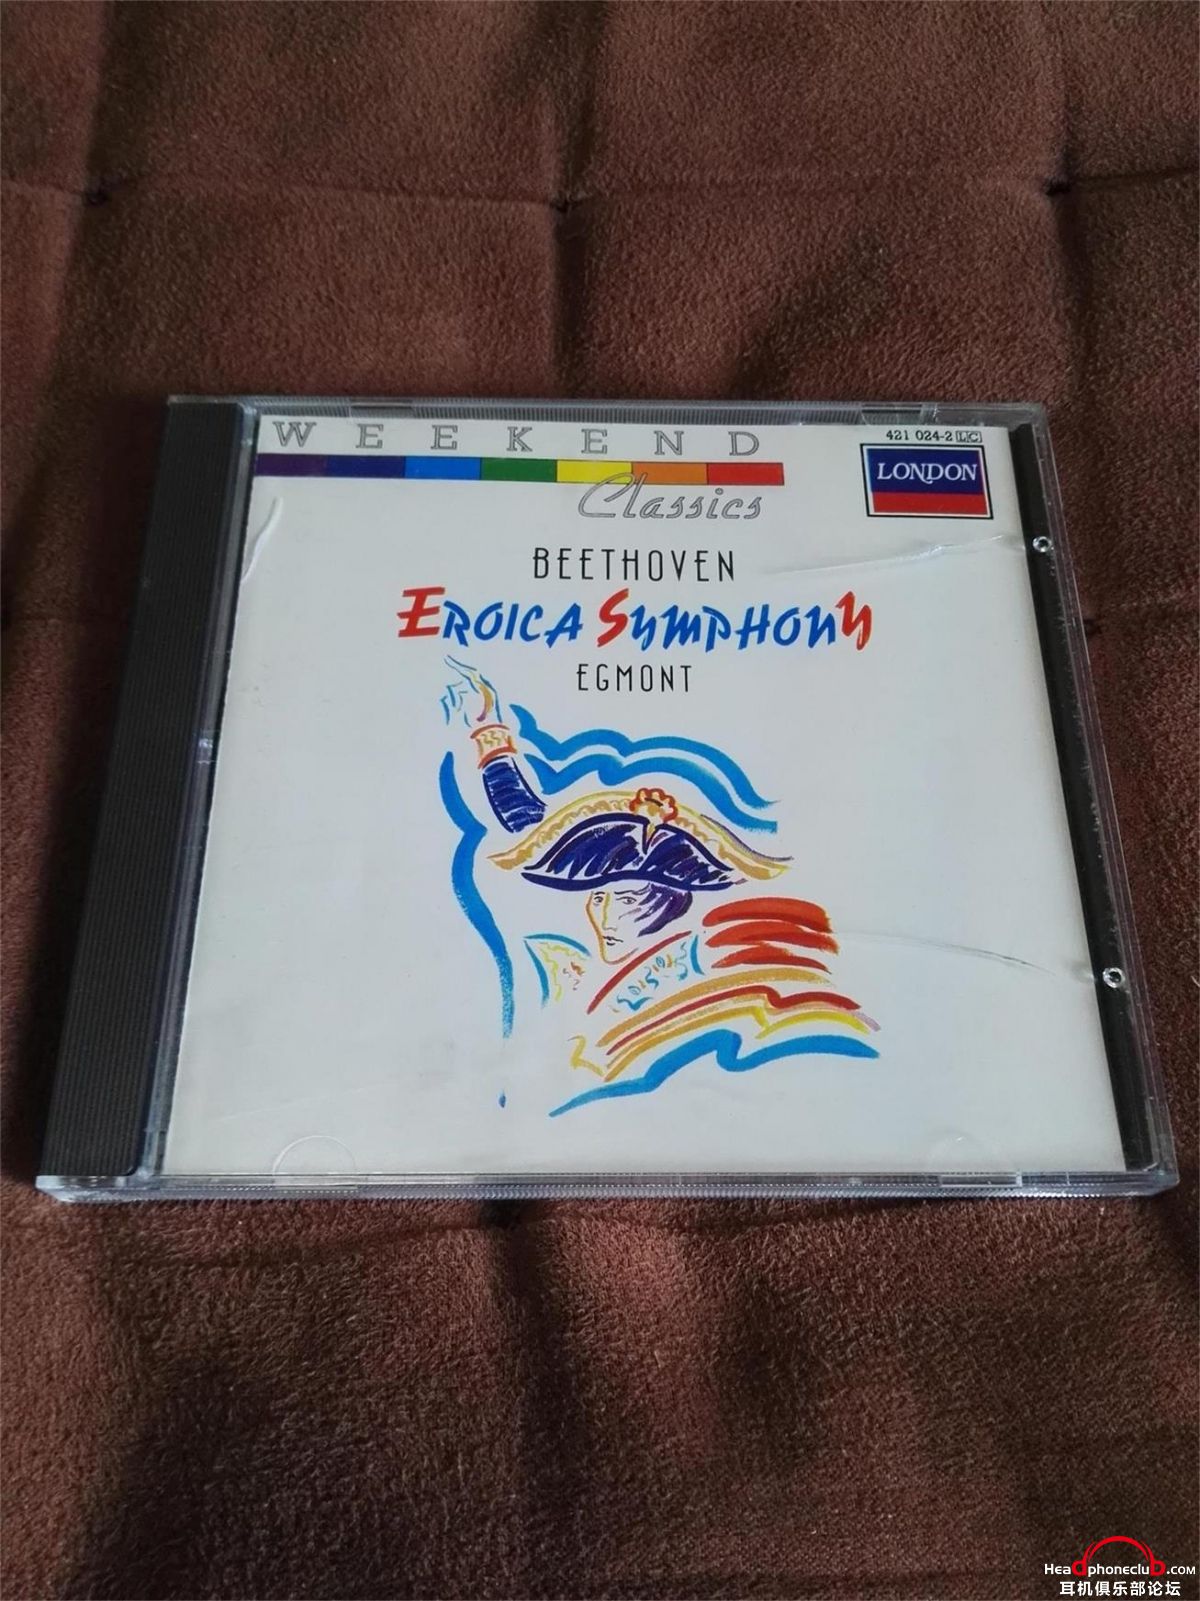 WEEKEND
Classics
421 024-2 LC
LONDON
BEETHOVEN
EROICA SYMPHONY
EGMONT
Headphoneclub.com
耳机俱乐部论坛